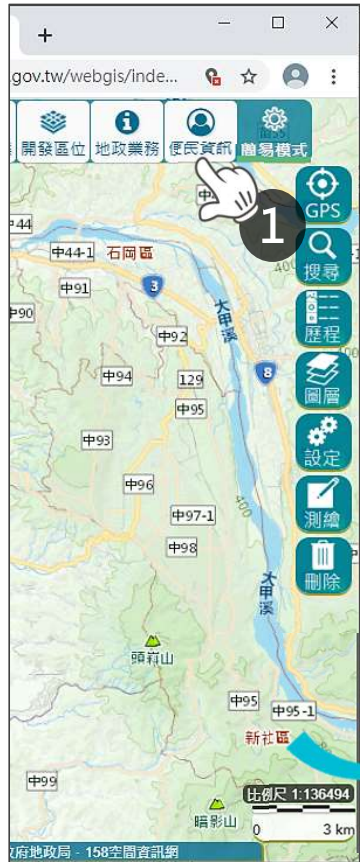 .gov.tw/webgis/inde...
開發區位
地政業務
便民資訊
簡易模式
1
GPS
搜尋
歷程
圖層
設定
測繪
刪除
中44-1
石岡區
3
中91
中92
大甲溪
8
中94
129
中95
中93
中96
400
中97-1
中98
大甲溪
頭嵙山
中95
中95-1
新社區
中99
比例尺 1:136494
暗影山
0
3 km
府地政局 - 158空間資訊網